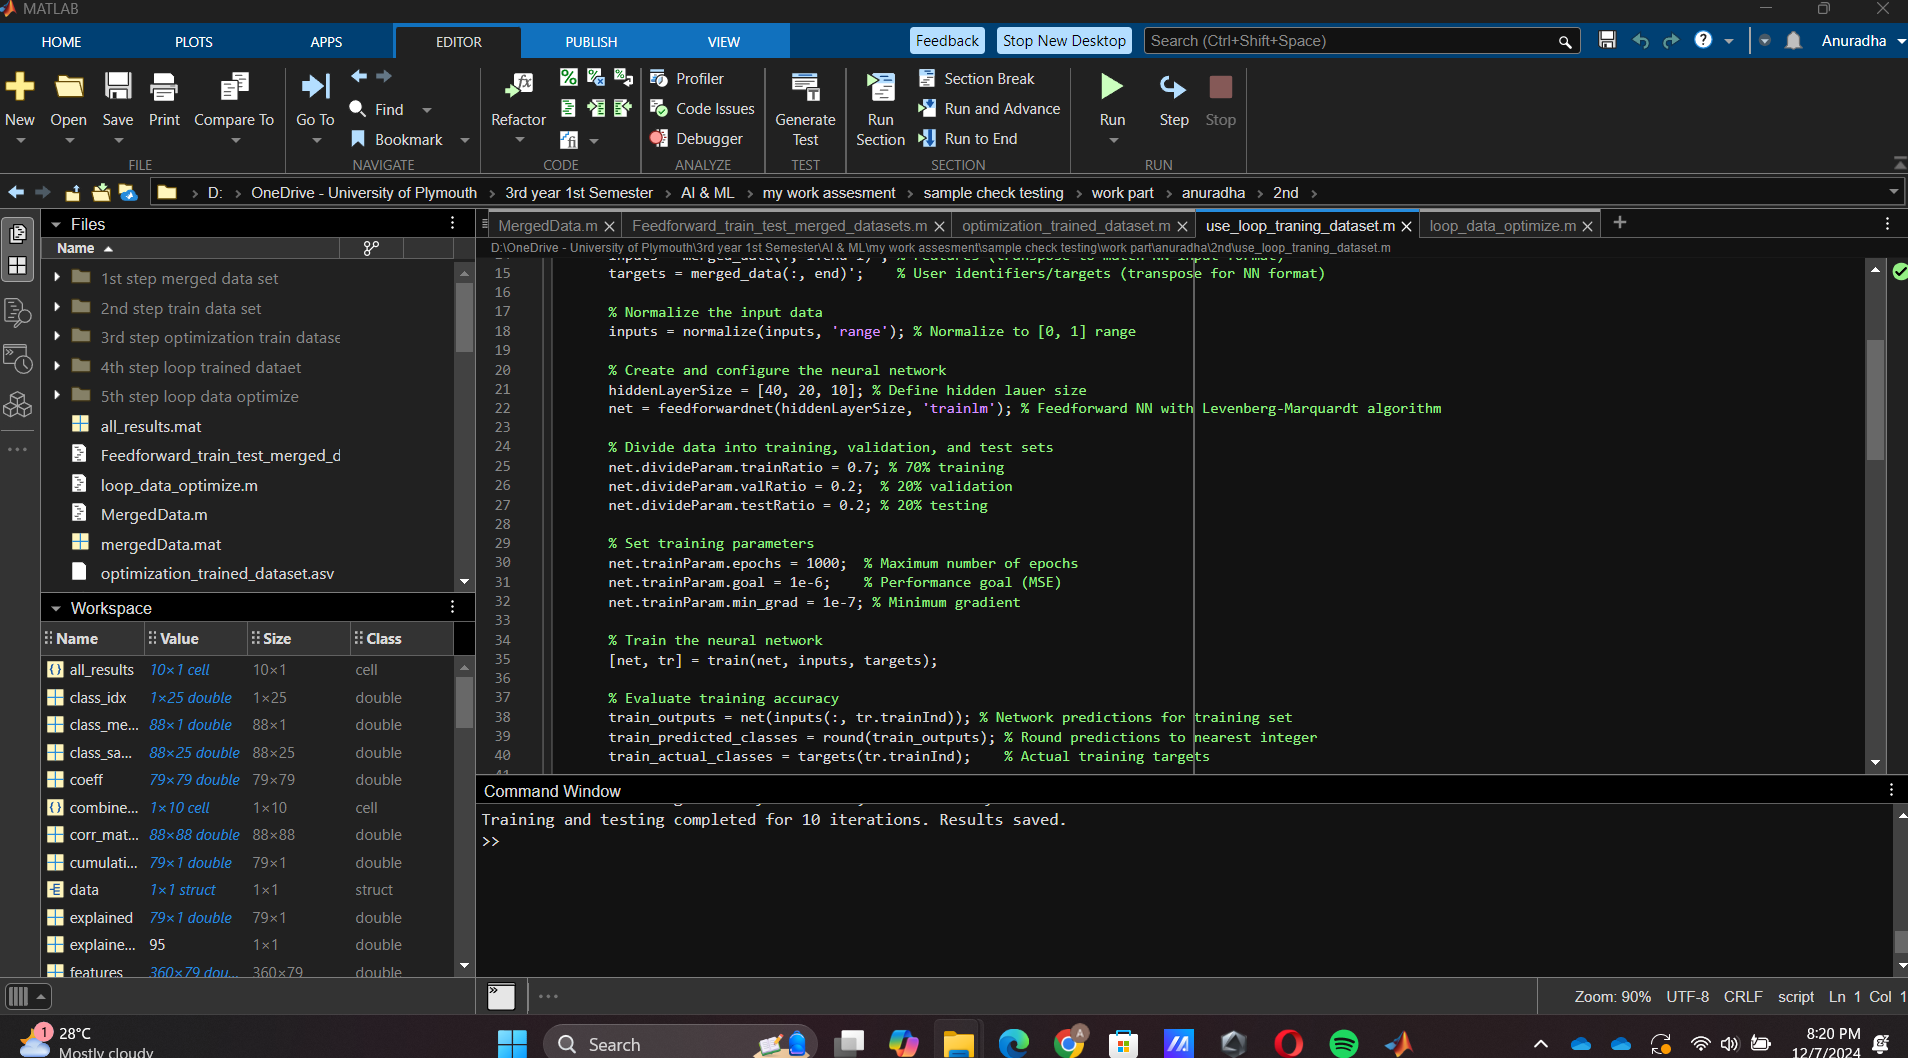 MATLAB
HOME PLOTS APPS EDITOR PUBLISH VIEW Feedback Stop New Desktop Search (Ctrl+Shift+Space) Anuradha
New Open Save Print Compare To Go To Find Bookmark Refactor Profiler Code Issues Debugger Generate Test Run Section Section Break Run and Advance Run to End Run Step Stop
FILE NAVIGATE CODE ANALYZE TEST SECTION RUN
D: OneDrive - University of Plymouth 3rd year 1st Semester AI & ML my work assesment sample check testing work part anuradha 2nd
Files
Name
1st step merged data set
2nd step train data set
3rd step optimization train datase
4th step loop trained dataet
5th step loop data optimize
all_results.mat
Feedforward_train_test_merged_d
loop_data_optimize.m
MergedData.m
mergedData.mat
optimization_trained_dataset.asv
Workspace
Name Value Size Class
all_results 10×1 cell 10×1 cell
class_idx 1×25 double 1×25 double
class_me... 88×1 double 88×1 double
class_sa... 88×25 double 88×25 double
coeff 79×79 double 79×79 double
combine... 1×10 cell 1×10 cell
corr_mat... 88×88 double 88×88 double
cumulati... 79×1 double 79×1 double
data 1×1 struct 1×1 struct
explained 79×1 double 79×1 double
explaine... 95 1×1 double
features 360×79 dou... 360×79 double
MergedData.m Feedforward_train_test_merged_datasets.m optimization_trained_dataset.m use_loop_traning_dataset.m loop_data_optimize.m
D:\OneDrive - University of Plymouth\3rd year 1st Semester\AI & ML\my work assesment\sample check testing\work part\anuradha\2nd\use_loop_traning_dataset.m
15 targets = merged_data(:, end)'; % User identifiers/targets (transpose for NN format)
16
17 % Normalize the input data
18 inputs = normalize(inputs, 'range'); % Normalize to [0, 1] range
19
20 % Create and configure the neural network
21 hiddenLayerSize = [40, 20, 10]; % Define hidden lauer size
22 net = feedforwardnet(hiddenLayerSize, 'trainlm'); % Feedforward NN with Levenberg-Marquardt algorithm
23
24 % Divide data into training, validation, and test sets
25 net.divideParam.trainRatio = 0.7; % 70% training
26 net.divideParam.valRatio = 0.2; % 20% validation
27 net.divideParam.testRatio = 0.2; % 20% testing
28
29 % Set training parameters
30 net.trainParam.epochs = 1000; % Maximum number of epochs
31 net.trainParam.goal = 1e-6; % Performance goal (MSE)
32 net.trainParam.min_grad = 1e-7; % Minimum gradient
33
34 % Train the neural network
35 [net, tr] = train(net, inputs, targets);
36
37 % Evaluate training accuracy
38 train_outputs = net(inputs(:, tr.trainInd)); % Network predictions for training set
39 train_predicted_classes = round(train_outputs); % Round predictions to nearest integer
40 train_actual_classes = targets(tr.trainInd); % Actual training targets
Command Window
Training and testing completed for 10 iterations. Results saved.
>>
Zoom: 90% UTF-8 CRLF script Ln 1 Col 1
1 28°C
Mostly cloudy
Search
A
8:20 PM
12/7/2024